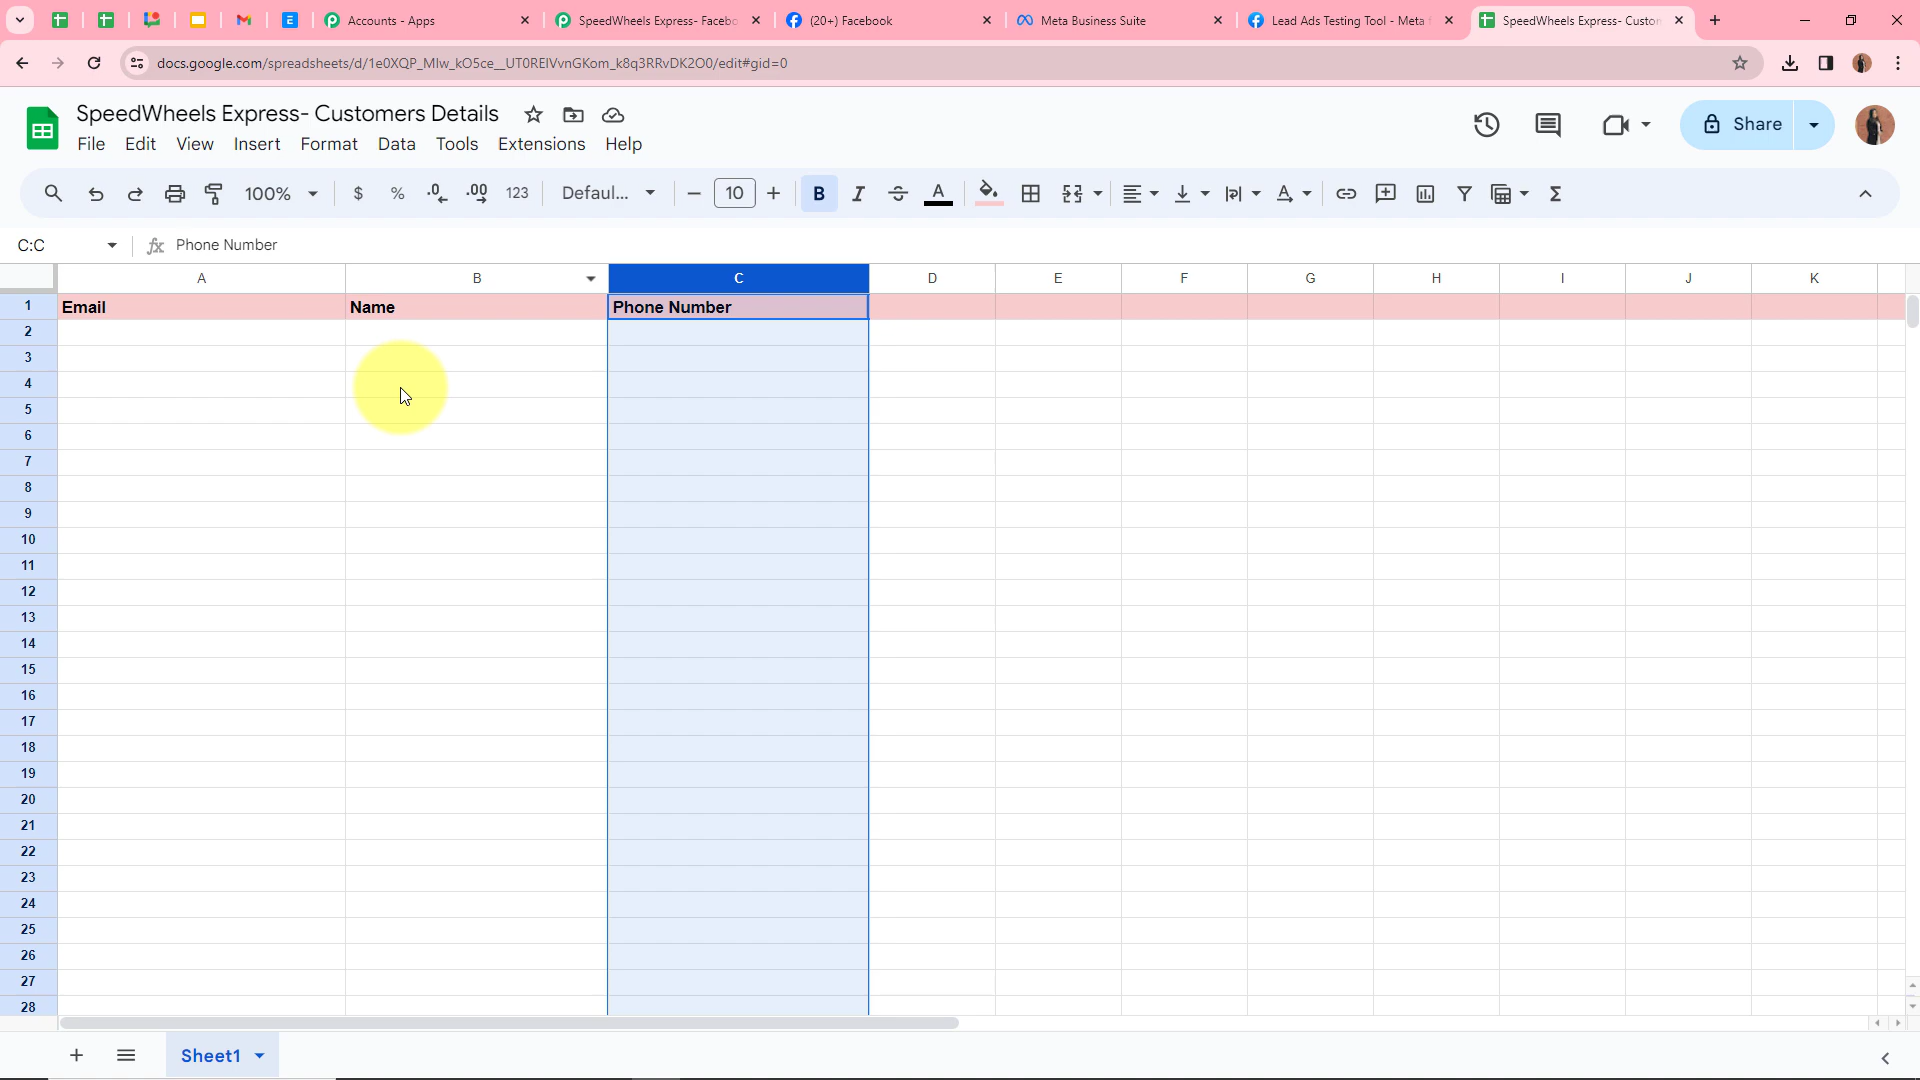 Accounts - Apps
SpeedWheels Express- Facebo
(20+) Facebook
Meta Business Suite
Lead Ads Testing Tool - Meta f
SpeedWheels Express- Custon
docs.google.com/spreadsheets/d/1e0XQP_Mlw_kO5ce__UT0REIVvnGKom_k8q3RRvDK2O0/edit#gid=0
SpeedWheels Express- Customers Details
File Edit View Insert Format Data Tools Extensions Help
Share
100% $ % .0 .00 123 Defaul... 10 B I A
C:C
fx Phone Number
A B C D E F G H I J K
1 Email Name Phone Number
2
3
4
5
6
7
8
9
10
11
12
13
14
15
16
17
18
19
20
21
22
23
24
25
26
27
28
Sheet1